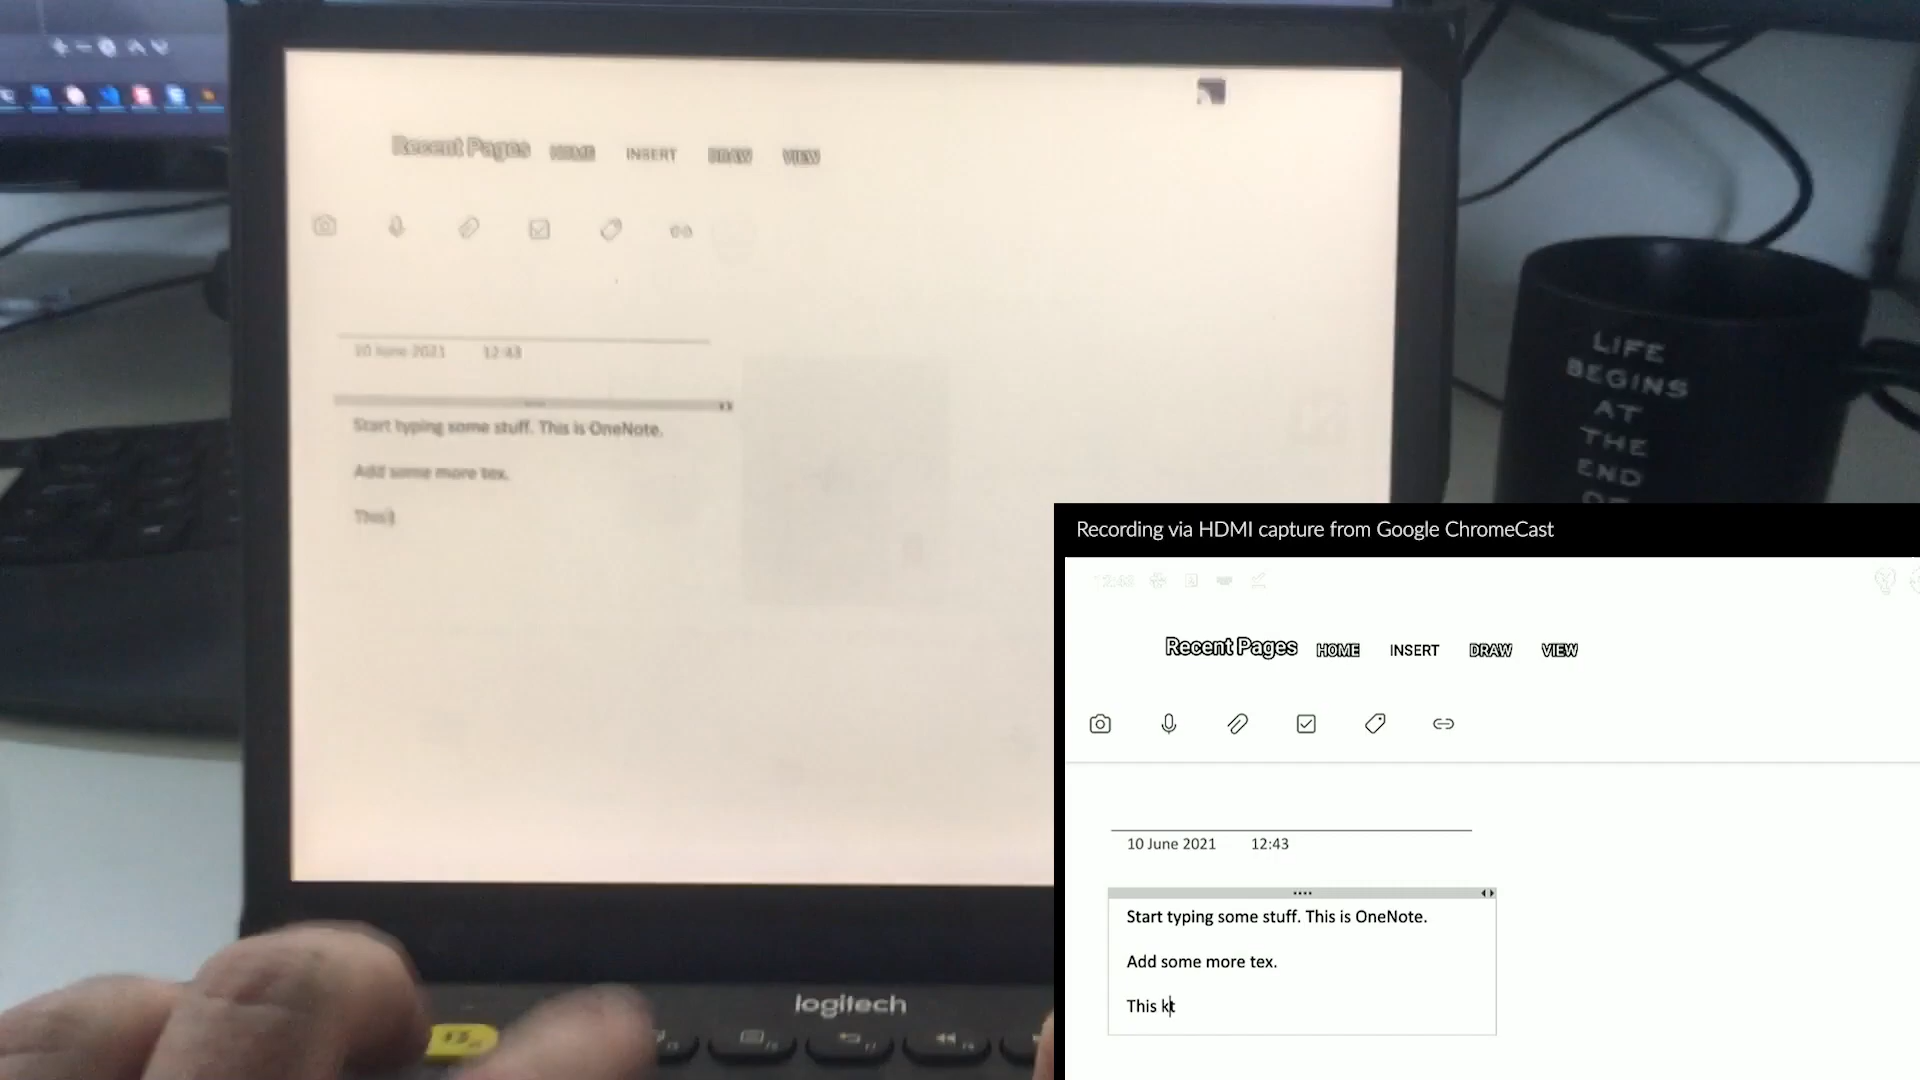 Recent Pages HOME INSERT DRAW VIEW
10 June 2021 12:43
Start typing some stuff. This is OneNote.
Add some more tex.
This
logitech
LIFE
BEGINS
AT
THE
END
OF
Recording via HDMI capture from Google ChromeCast
Recent Pages HOME INSERT DRAW VIEW
10 June 2021 12:43
Start typing some stuff. This is OneNote.
Add some more tex.
This kt